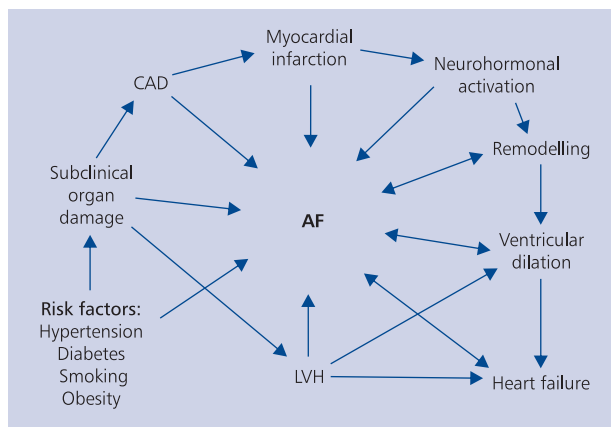 Myocardial
infarction
Neurohormonal
activation
CAD
Remodelling
Subclinical
organ
damage
AF
Ventricular
dilation
Risk factors:
Hypertension
Diabetes
Smoking
Obesity
LVH
Heart failure